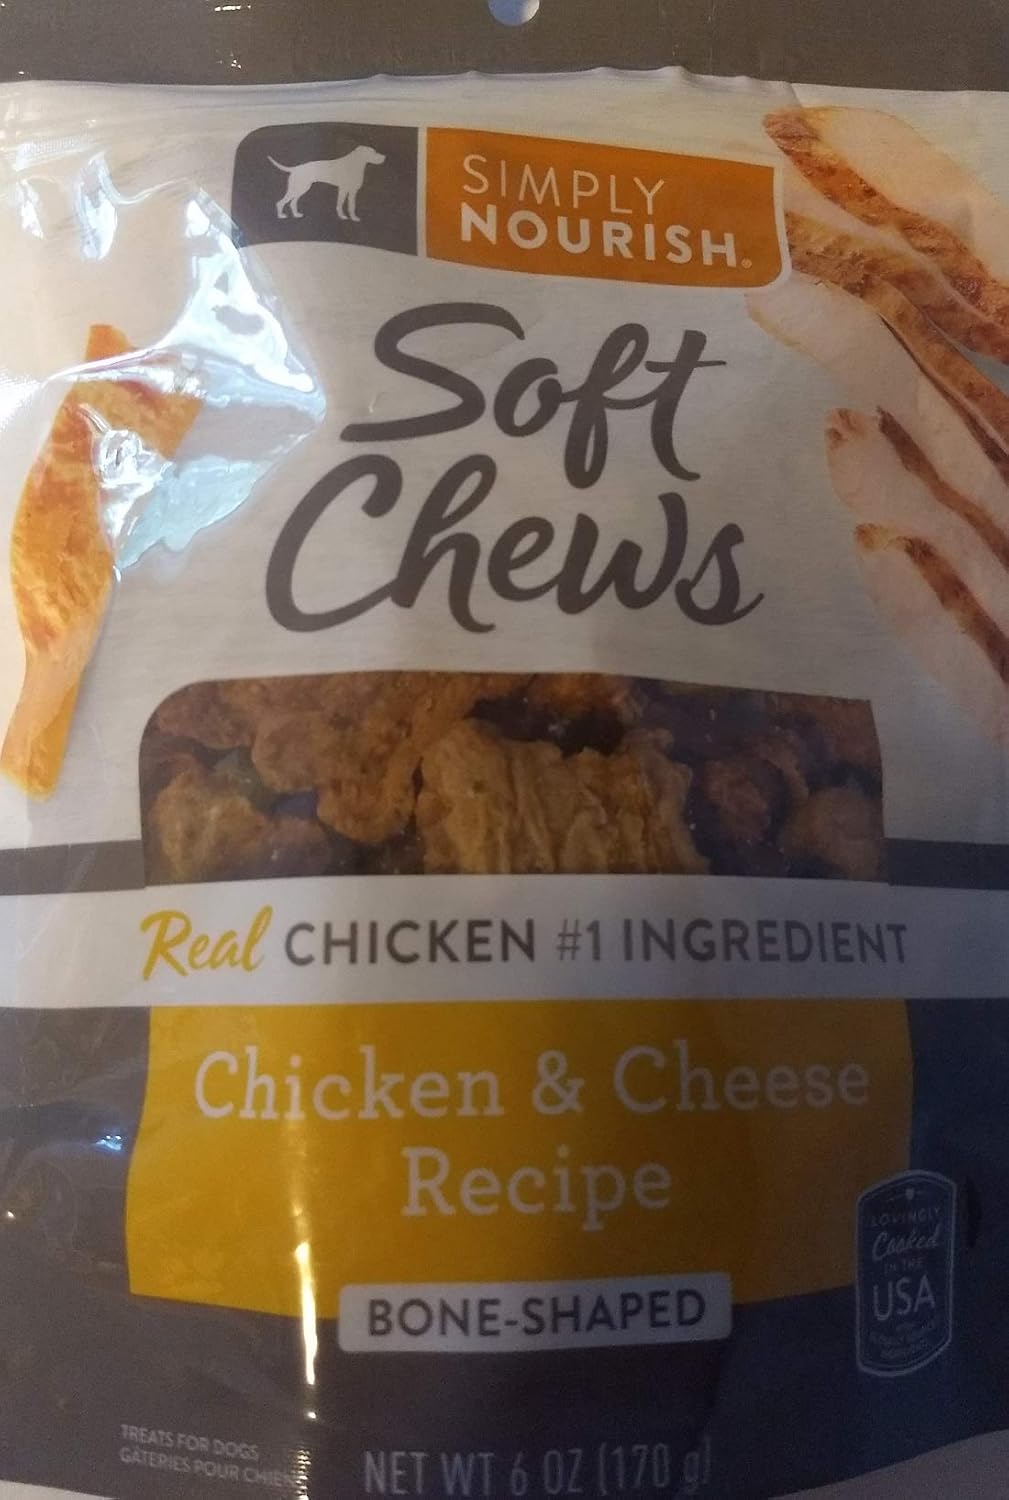 SIMPLY
NOURISH®
Soft
Chews
Real CHICKEN #1 INGREDIENT
Chicken & Cheese
Recipe
BONE-SHAPED
LOVINGLY
Cooked
IN THE
USA
TREATS FOR DOGS
GÂTERIES POUR
NET WT 6 OZ (170 g)